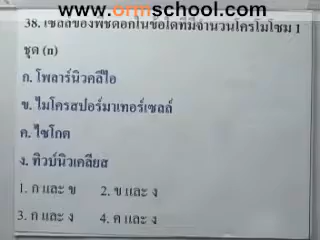 www.ormschool.com
38. เซลล์ของพืชดอกในข้อใดที่มีจำนวนโครโมโซม 1
ชุด (n)
ก. โพลาร์นิวคลีไอ
ข. ไมโครสปอร์มาเทอร์เซลล์
ค. ไซโกต
ง. ทิวบ์นิวเคลียส
1. ก และ ข 2. ข และ ง
3. ก และ ง 4. ค และ ง